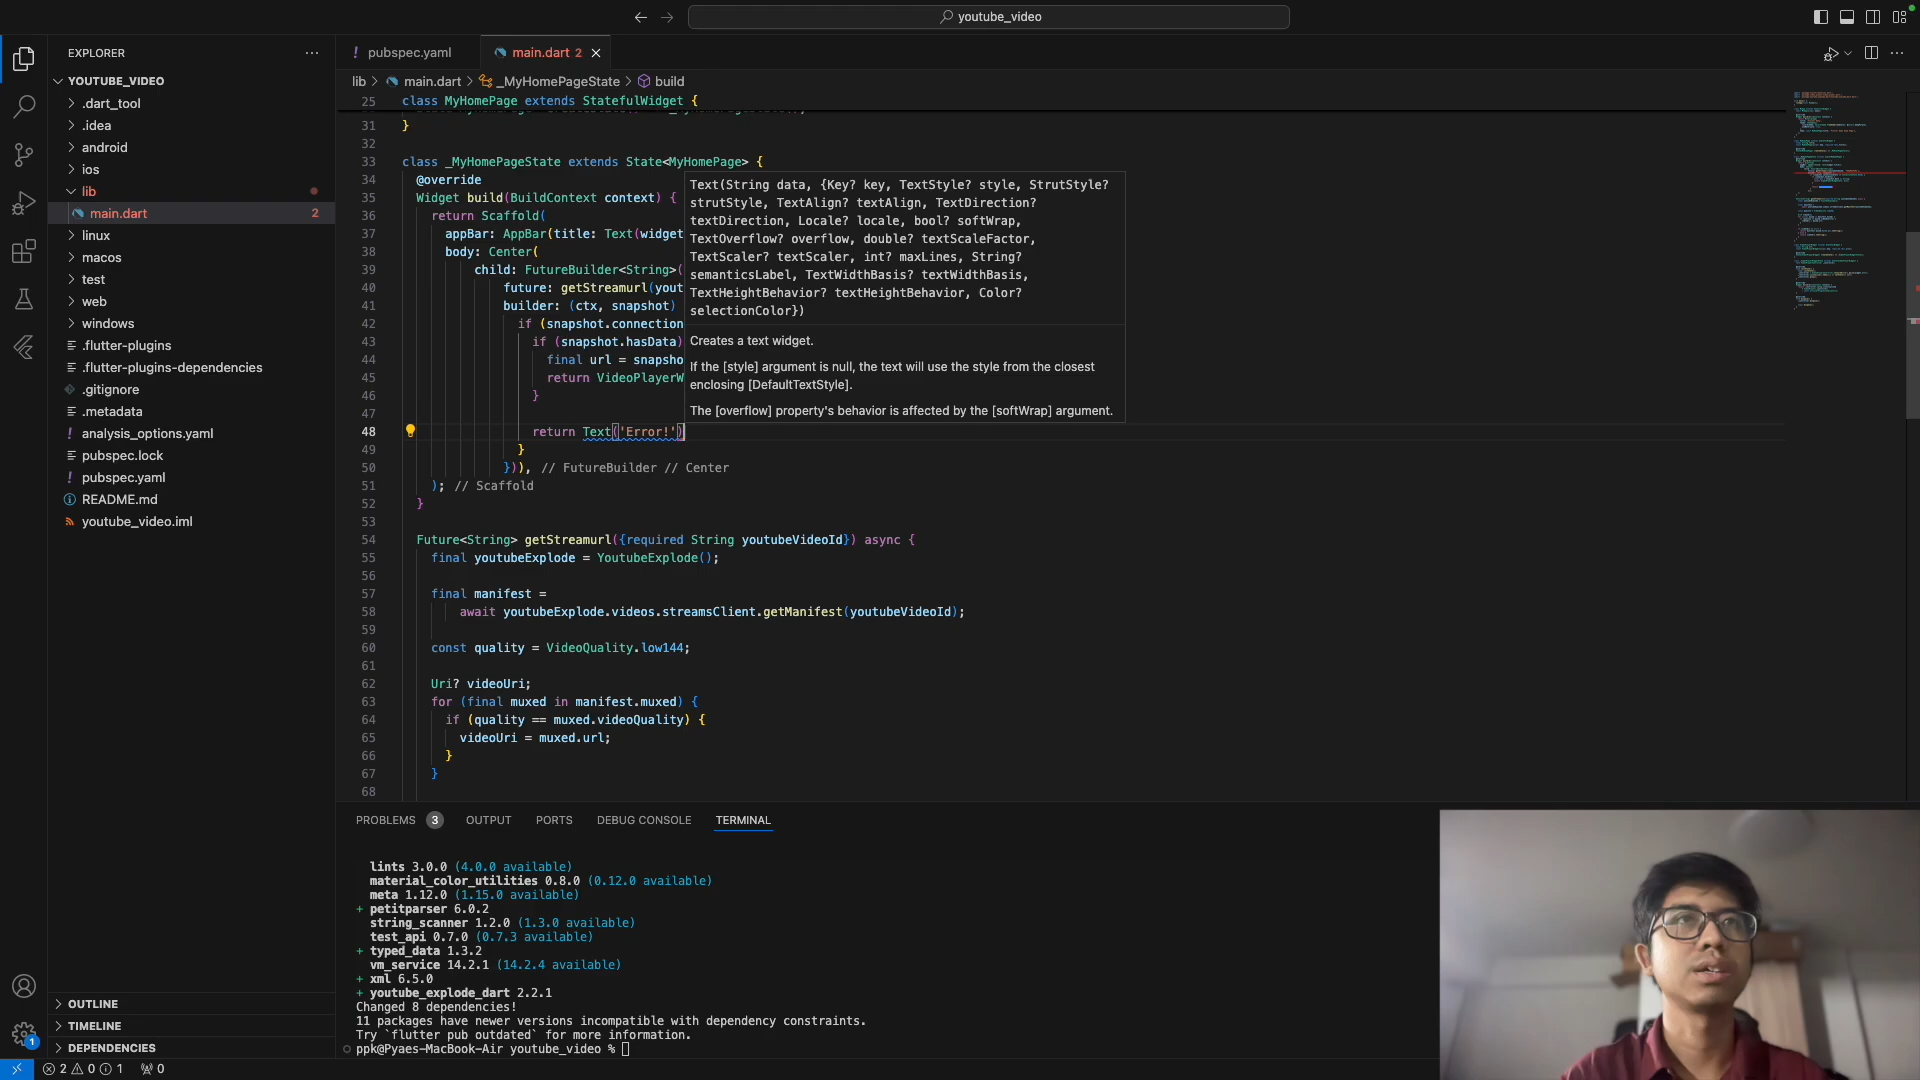 youtube_video
EXPLORER
YOUTUBE_VIDEO
.dart_tool
.idea
android
ios
lib
main.dart 2
linux
macos
test
web
windows
.flutter-plugins
.flutter-plugins-dependencies
.gitignore
.metadata
analysis_options.yaml
pubspec.lock
pubspec.yaml
README.md
youtube_video.iml
OUTLINE
TIMELINE
DEPENDENCIES
pubspec.yaml
main.dart 2
lib > main.dart > _MyHomePageState > build
25 class MyHomePage extends StatefulWidget {
31 }
32
33 class _MyHomePageState extends State<MyHomePage> {
34 @override
35 Widget build(BuildContext context) {
36 return Scaffold(
37 appBar: AppBar(title: Text(widget
38 body: Center(
39 child: FutureBuilder<String>(
40 future: getStreamurl(yout
41 builder: (ctx, snapshot)
42 if (snapshot.connection
43 if (snapshot.hasData)
44 final url = snapsho
45 return VideoPlayerW
46 }
47
48 return Text('Error!')
49 }
50 })), // FutureBuilder // Center
51 ); // Scaffold
52 }
53
54 Future<String> getStreamurl({required String youtubeVideoId}) async {
55 final youtubeExplode = YoutubeExplode();
56
57 final manifest =
58 await youtubeExplode.videos.streamsClient.getManifest(youtubeVideoId);
59
60 const quality = VideoQuality.low144;
61
62 Uri? videoUri;
63 for (final muxed in manifest.muxed) {
64 if (quality == muxed.videoQuality) {
65 videoUri = muxed.url;
66 }
67 }
68
Text(String data, {Key? key, TextStyle? style, StrutStyle?
strutStyle, TextAlign? textAlign, TextDirection?
textDirection, Locale? locale, bool? softWrap,
TextOverflow? overflow, double? textScaleFactor,
TextScaler? textScaler, int? maxLines, String?
semanticsLabel, TextWidthBasis? textWidthBasis,
TextHeightBehavior? textHeightBehavior, Color?
selectionColor})
Creates a text widget.
If the [style] argument is null, the text will use the style from the closest
enclosing [DefaultTextStyle].
The [overflow] property's behavior is affected by the [softWrap] argument.
PROBLEMS 3 OUTPUT PORTS DEBUG CONSOLE TERMINAL
lints 3.0.0 (4.0.0 available)
material_color_utilities 0.8.0 (0.12.0 available)
meta 1.12.0 (1.15.0 available)
+ petitparser 6.0.2
string_scanner 1.2.0 (1.3.0 available)
test_api 0.7.0 (0.7.3 available)
+ typed_data 1.3.2
vm_service 14.2.1 (14.2.4 available)
+ xml 6.5.0
+ youtube_explode_dart 2.2.1
Changed 8 dependencies!
11 packages have newer versions incompatible with dependency constraints.
Try `flutter pub outdated` for more information.
ppk@Pyaes-MacBook-Air youtube_video %
1
2 0 1 0